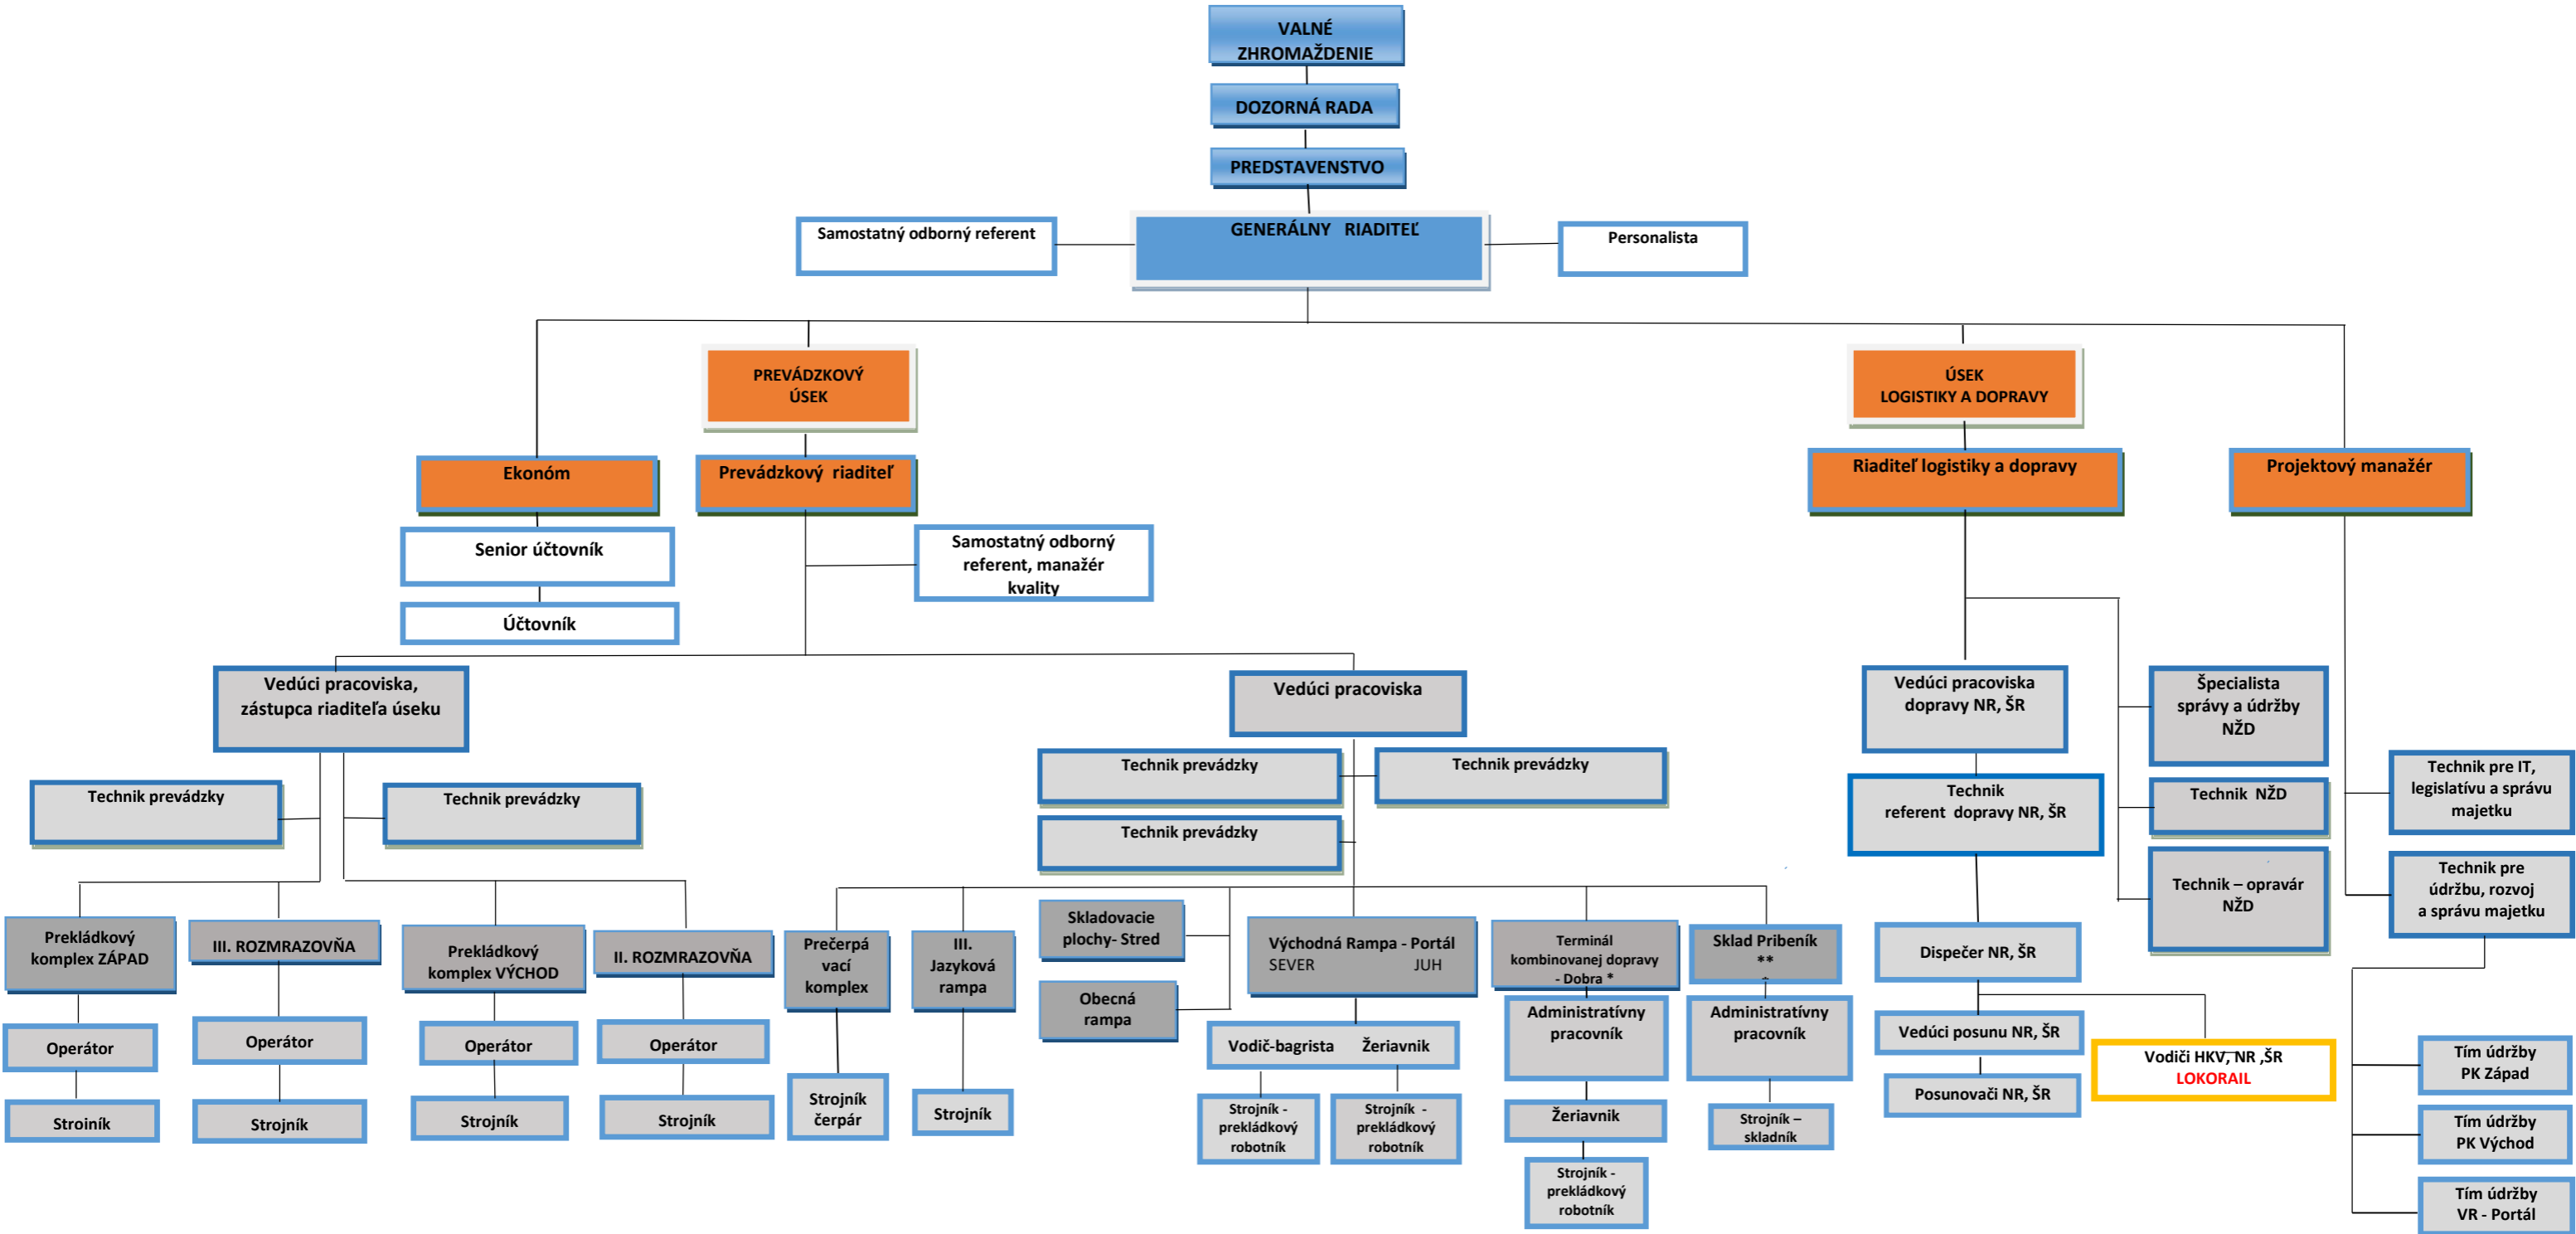 VALNÉ
ZHROMAŽDENIE
DOZORNÁ RADA
PREDSTAVENSTVO
GENERÁLNY RIADITEĽ
Samostatný odborný referent
Personalista
PREVÁDZKOVÝ
ÚSEK
ÚSEK
LOGISTIKY A DOPRAVY
Ekonóm
Prevádzkový riaditeľ
Riaditeľ logistiky a dopravy
Projektový manažér
Senior účtovník
Samostatný odborný
referent, manažér
kvality
Účtovník
Vedúci pracoviska,
zástupca riaditeľa úseku
Vedúci pracoviska
Vedúci pracoviska
dopravy NR, ŠR
Špecialista
správy a údržby
NŽD
Technik prevádzky
Technik prevádzky
Technik prevádzky
Technik prevádzky
Technik prevádzky
Technik
referent dopravy NR, ŠR
Technik NŽD
Technik pre IT,
legislatívu a správu
majetku
Technik – opravár
NŽD
Technik pre
údržbu, rozvoj
a správu majetku
Prekládkový
komplex ZÁPAD
III. ROZMRAZOVŇA
Prekládkový
komplex VÝCHOD
II. ROZMRAZOVŇA
Prečerpá
vací
komplex
III.
Jazyková
rampa
Skladovacie
plochy- Stred
Obecná
rampa
Východná Rampa - Portál
SEVER JUH
Terminál
kombinovanej dopravy
- Dobra *
Sklad Pribeník
**
Dispečer NR, ŠR
Operátor
Operátor
Operátor
Operátor
Vodič-bagrista Žeriavnik
Administratívny
pracovník
Administratívny
pracovník
Vedúci posunu NR, ŠR
Vodiči HKV, NR ,ŠR
LOKORAIL
Posunovači NR, ŠR
Strojník
Strojník
Strojník
Strojník
Strojník
čerpár
Strojník
Strojník -
prekládkový
robotník
Strojník -
prekládkový
robotník
Žeriavnik
Strojník –
skladník
Strojník -
prekládkový
robotník
Tím údržby
PK Západ
Tím údržby
PK Východ
Tím údržby
VR - Portál